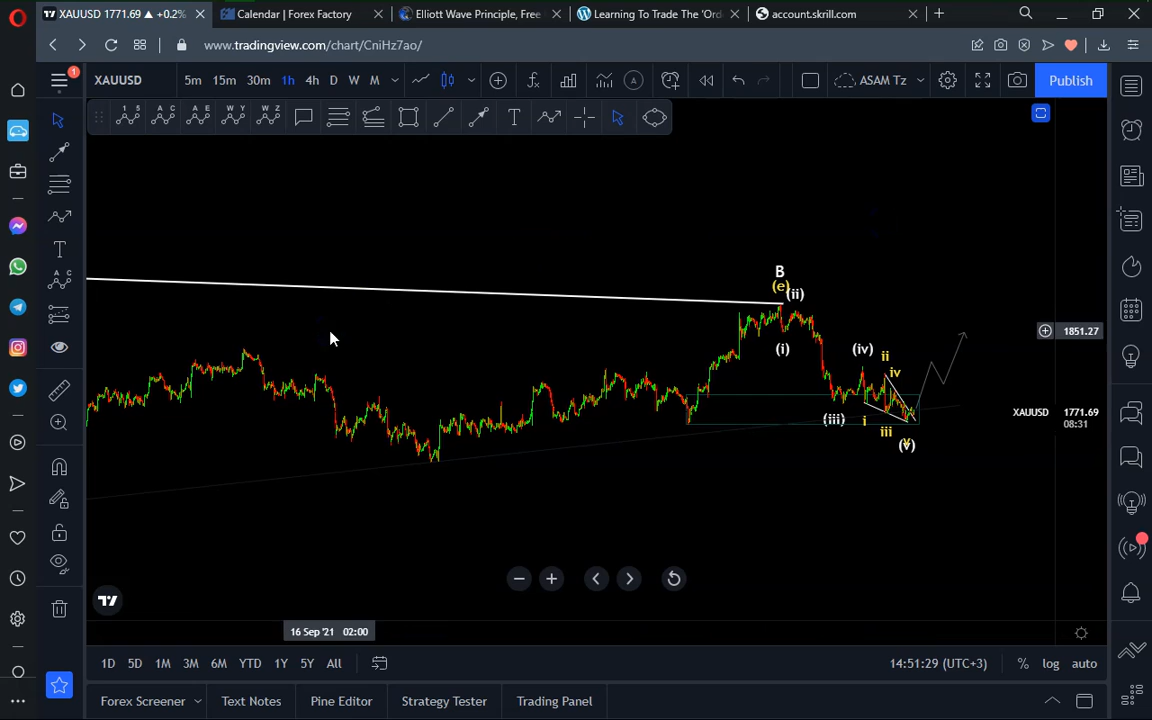 XAUUSD 1771.69 ▲ +0.2%
Calendar | Forex Factory
Elliott Wave Principle, Free
Learning To Trade The 'Ord
account.skrill.com
www.tradingview.com/chart/CniHz7ao/
1
XAUUSD
5m 15m 30m 1h 4h D W M
ASAM Tz
Publish
1 5
A C
A E
W Y
W Z
T
T
A C
B
(e)
(ii)
(i)
(iv)
ii
iv
(iii)
i
iii
v
(v)
1851.27
XAUUSD 1771.69
08:31
16 Sep '21 02:00
1D 5D 1M 3M 6M YTD 1Y 5Y All
14:51:29 (UTC+3)
% log auto
Forex Screener
Text Notes
Pine Editor
Strategy Tester
Trading Panel